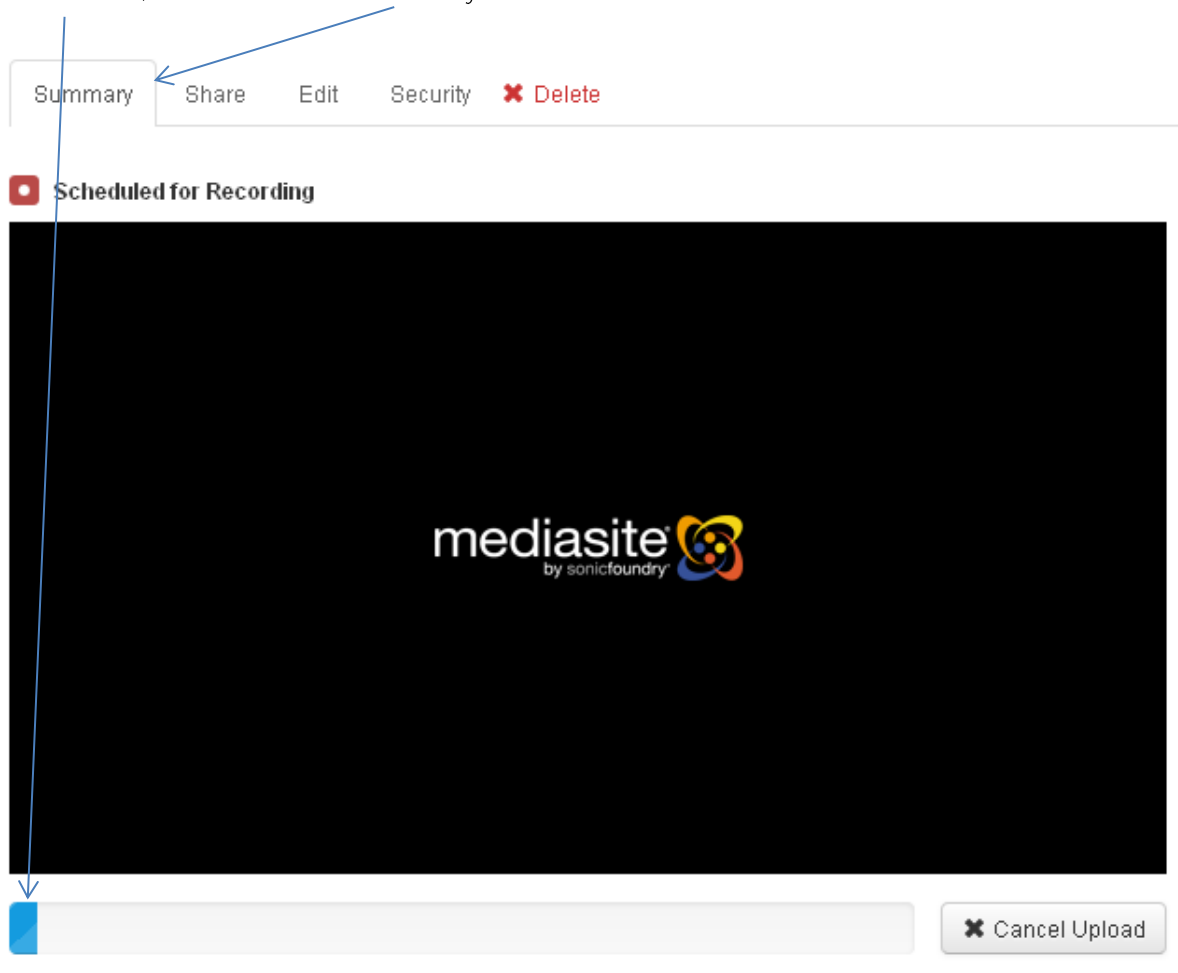 Summary Share Edit Security ✖ Delete
Scheduled for Recording
mediasite
by sonicfoundry
✖ Cancel Upload